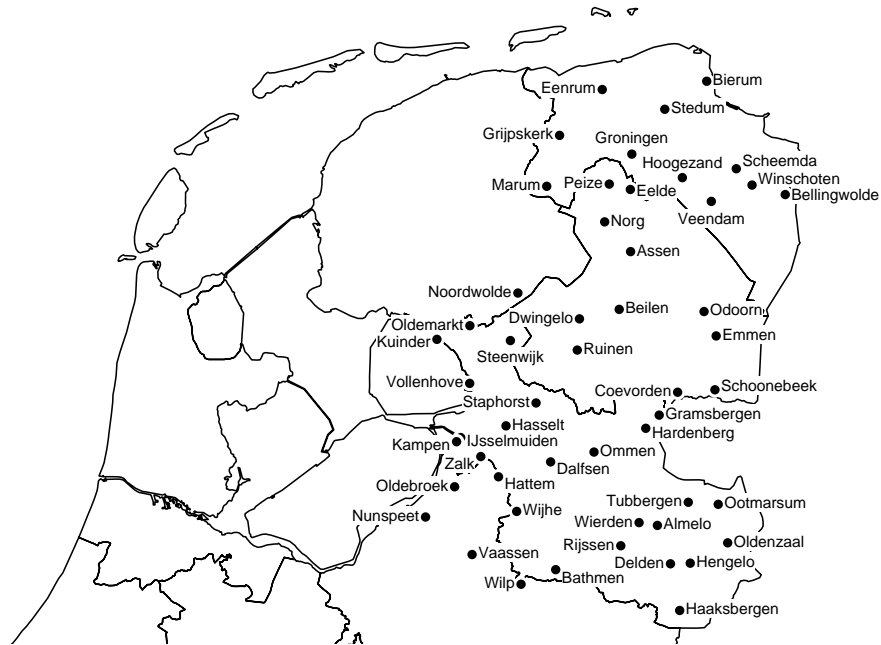 Bierum
Eenrum
Stedum
Grijpskerk
Groningen
Hoogezand
Scheemda
Marum
Peize
Eelde
Winschoten
Bellingwolde
Veendam
Norg
Assen
Noordwolde
Oldemarkt
Dwingelo
Beilen
Odoorn
Kuinder
Steenwijk
Emmen
Ruinen
Vollenhove
Coevorden
Schoonebeek
Staphorst
Gramsbergen
Hasselt
Hardenberg
Kampen
IJsselmuiden
Zalk
Ommen
Dalfsen
Oldebroek
Hattem
Tubbergen
Ootmarsum
Nunspeet
Wijhe
Wierden
Almelo
Rijssen
Oldenzaal
Vaassen
Delden
Hengelo
Wilp
Bathmen
Haaksbergen